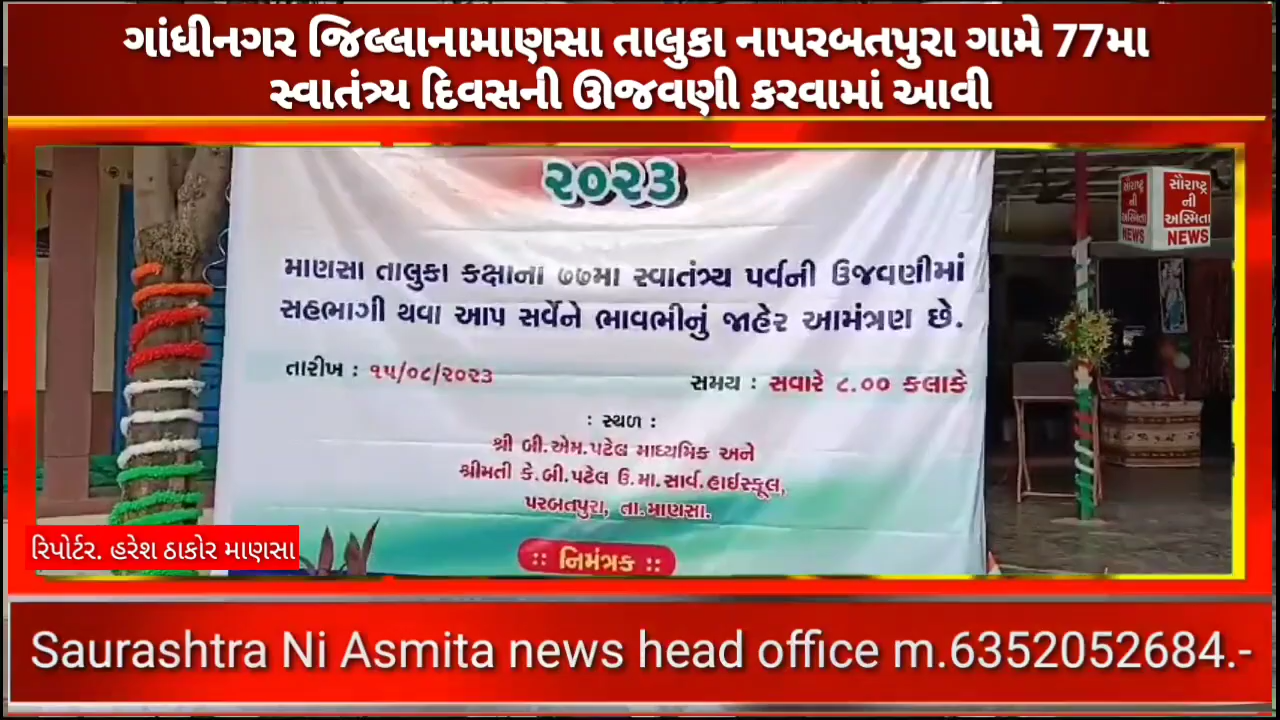 ગાંધીનગર જિલ્લાનામાણસા તાલુકા નાપરબતપુરા ગામે 77મા
સ્વાતંત્ર્ય દિવસની ઊજવણી કરવામાં આવી
૨૦૨૩
સૌરાષ્ટ્ર
ની
અસ્મિતા
NEWS
સૌરાષ્ટ્ર
ની
અસ્મિતા
NEWS
માણસા તાલુકા કક્ષાના ૭૭મા સ્વાતંત્ર્ય પર્વની ઉજવણીમાં
સહભાગી થવા આપ સર્વેને ભાવભીનું જાહેર આમંત્રણ છે.
તારીખ : ૧૫/૦૮/૨૦૨૩
સમય : સવારે ૮.૦૦ કલાકે
: સ્થળ :
શ્રી બી.એમ.પટેલ માધ્યમિક અને
શ્રીમતી કે.બી.પટેલ ઉ.મા.સાર્વ.હાઈસ્કૂલ,
પરબતપુરા, તા.માણસા.
:: નિમંત્રક ::
રિપોર્ટર. હરેશ ઠાકોર માણસા
Saurashtra Ni Asmita news head office m.6352052684.-